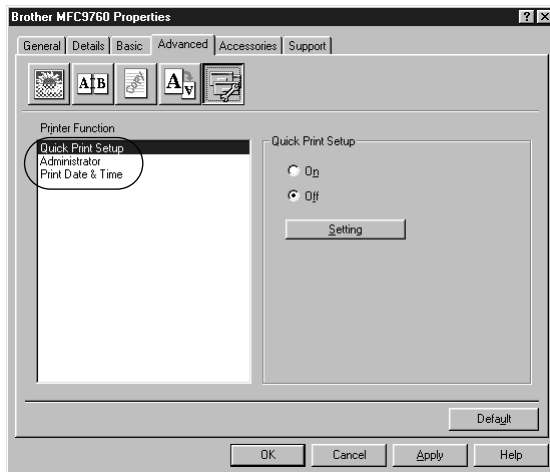 Brother MFC9760 Properties
General Details Basic Advanced Accessories Support
A B COPY A A
Printer Function
Quick Print Setup
Administrator
Print Date & Time
Quick Print Setup
On
Off
Setting
Default
OK Cancel Apply Help